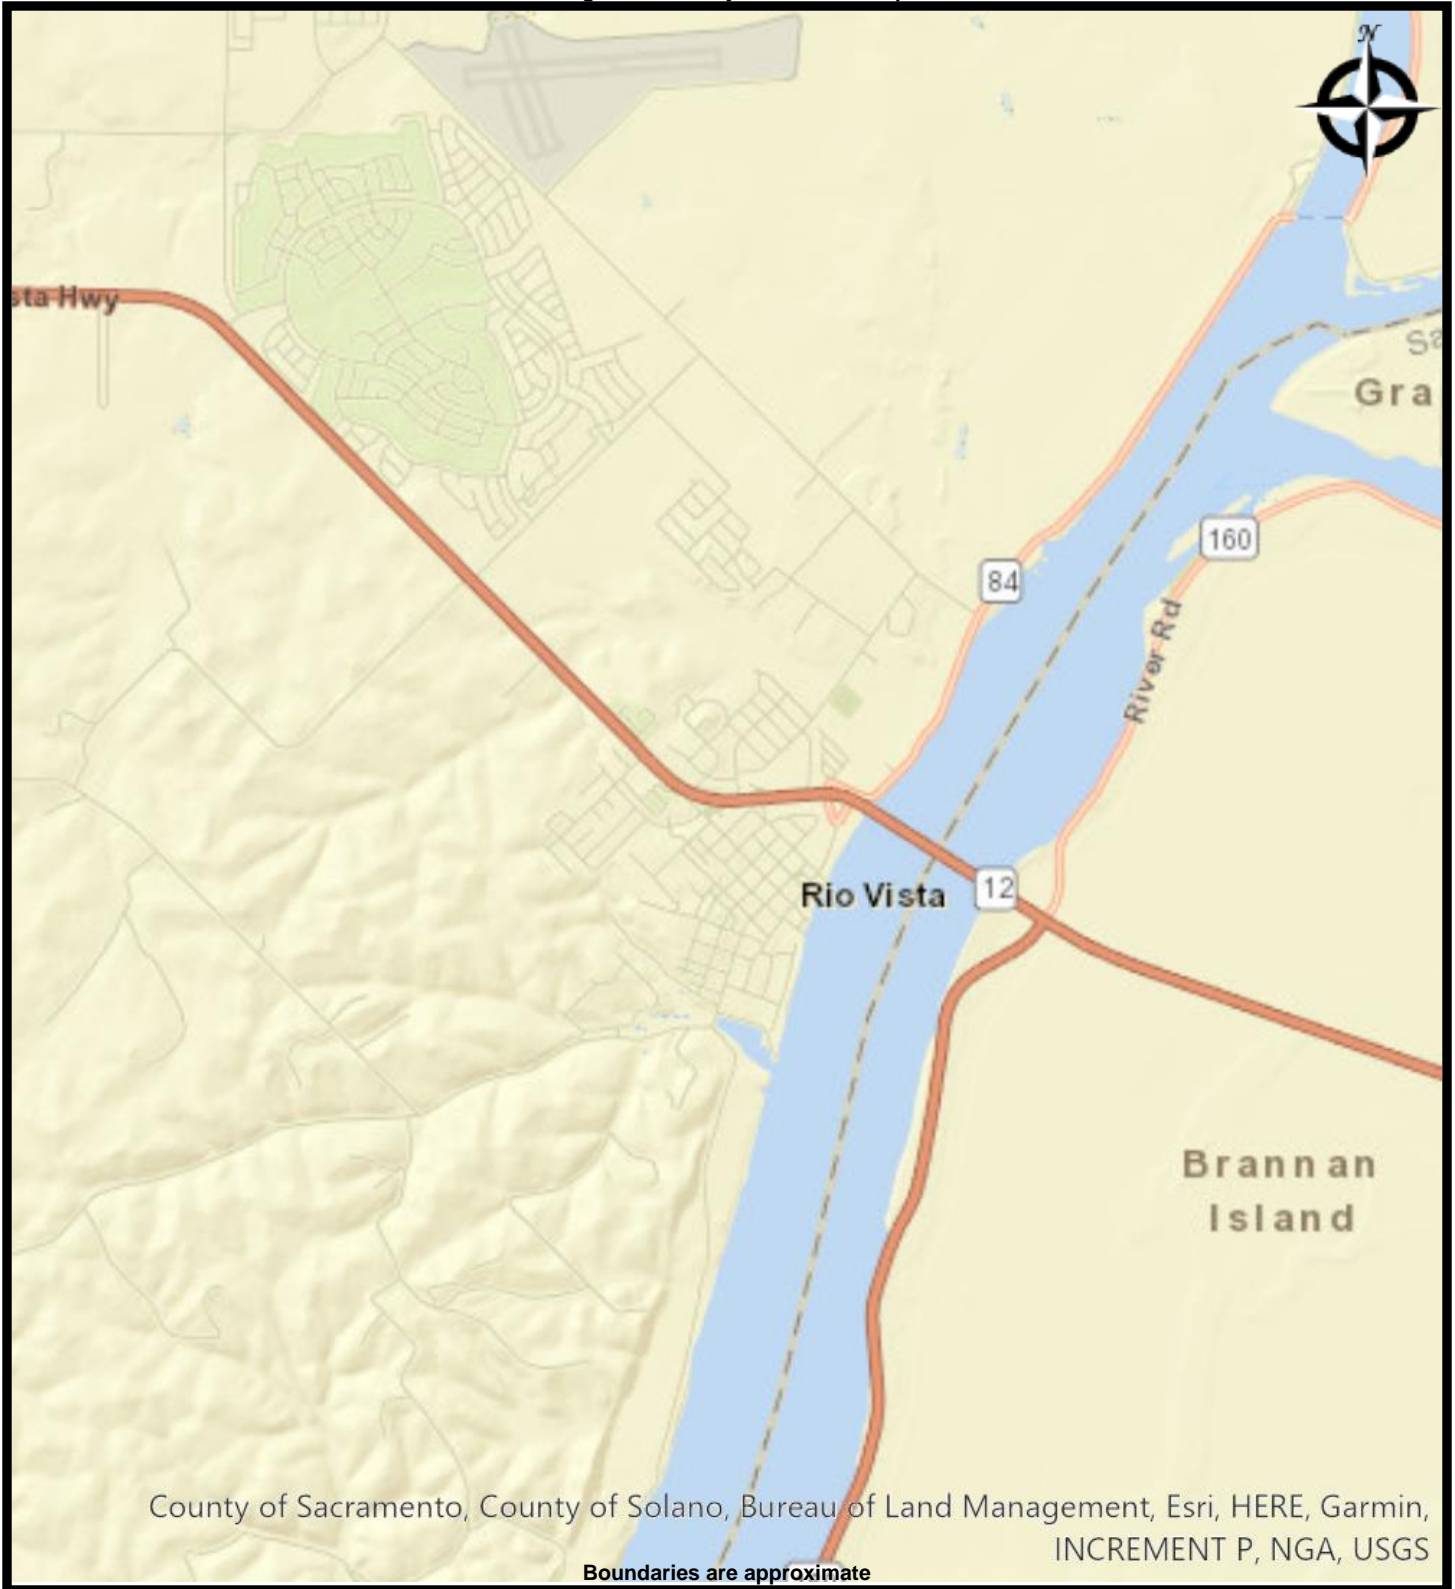 N
sta Hwy
Sa
Gra
160
84
River Rd
12
Rio Vista
Brannan
Island
County of Sacramento, County of Solano, Bureau of Land Management, Esri, HERE, Garmin,
INCREMENT P, NGA, USGS
Boundaries are approximate